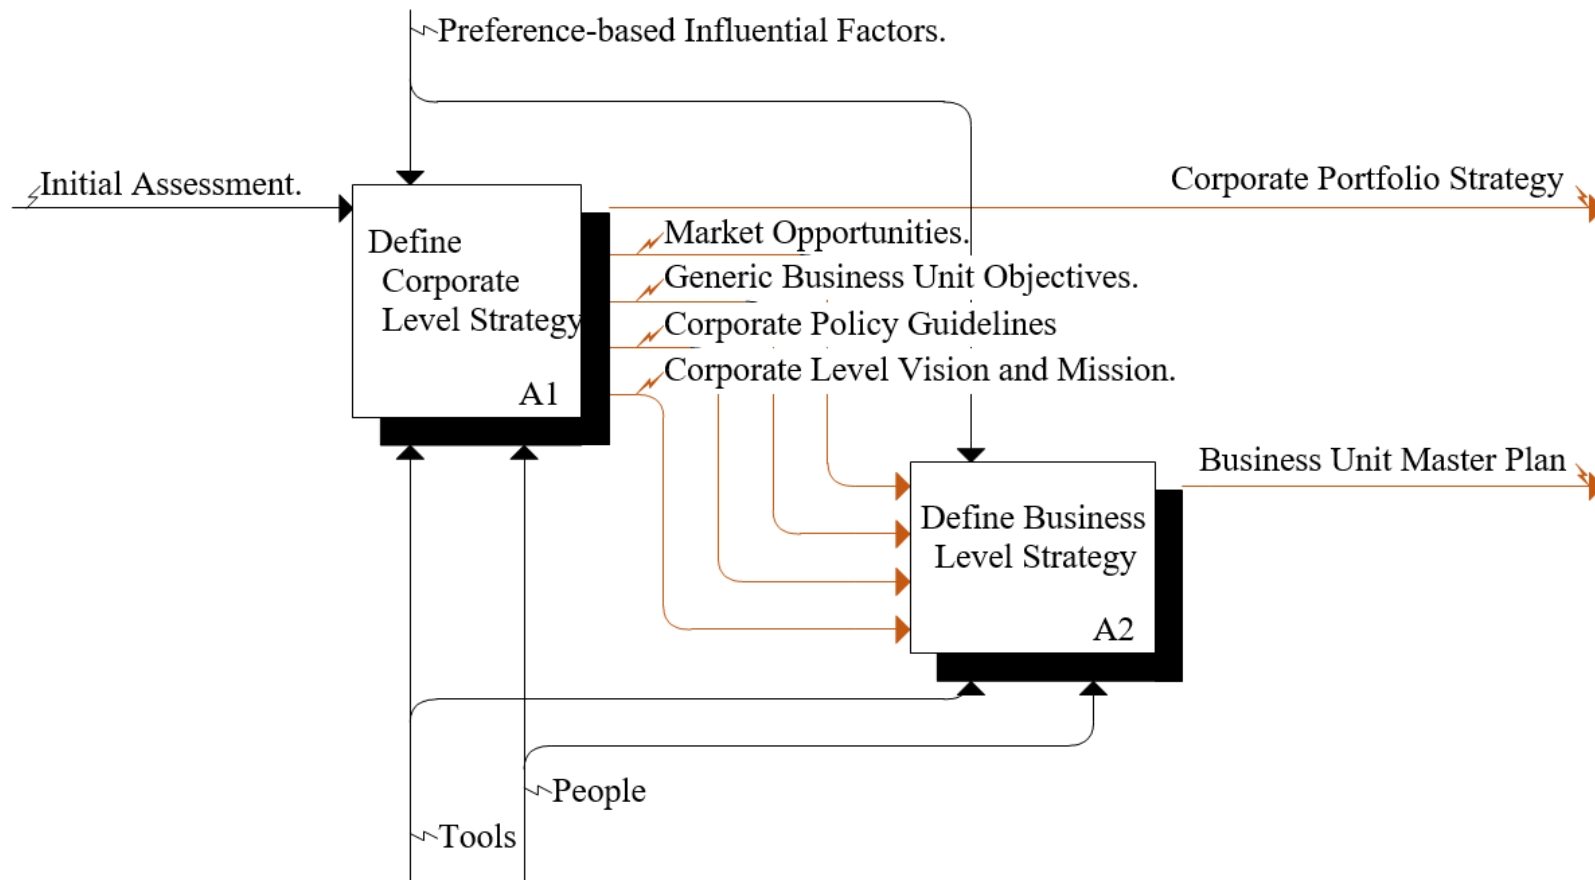 Preference-based Influential Factors.
Initial Assessment.
Corporate Portfolio Strategy
Define
Corporate
Level Strategy
A1
Market Opportunities.
Generic Business Unit Objectives.
Corporate Policy Guidelines
Corporate Level Vision and Mission.
Business Unit Master Plan
Define Business
Level Strategy
A2
People
Tools